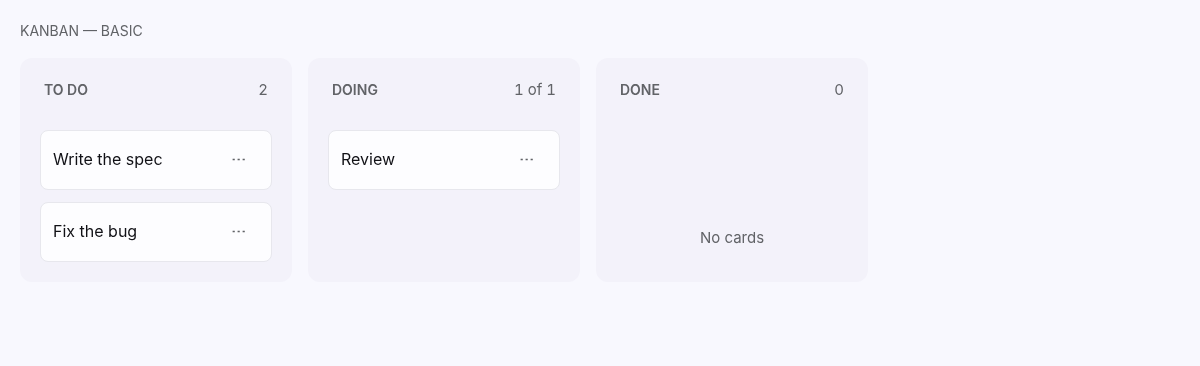 KANBAN — BASIC
TO DO 2
Write the spec ...
Fix the bug ...
DOING 1 of 1
Review ...
DONE 0
No cards